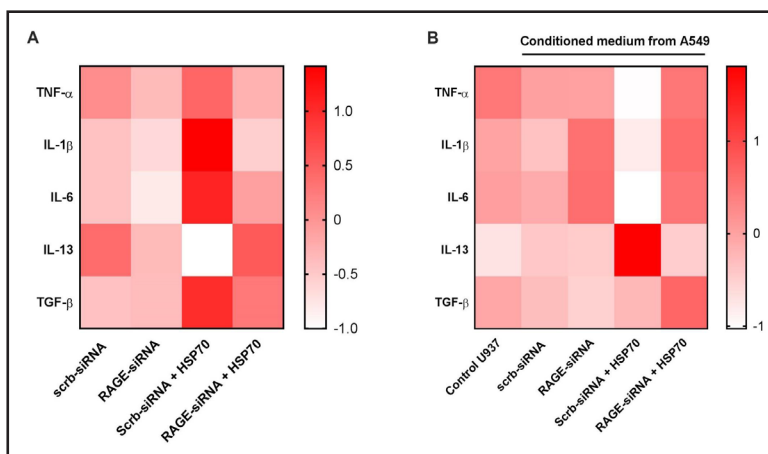 A
TNF-α
IL-1β
IL-6
IL-13
TGF-β
scrb-siRNA
RAGE-siRNA
Scrb-siRNA + HSP70
RAGE-siRNA + HSP70
1.0
0.5
0
-0.5
-1.0
B
Conditioned medium from A549
TNF-α
IL-1β
IL-6
IL-13
TGF-β
Control U937
scrb-siRNA
RAGE-siRNA
Scrb-siRNA + HSP70
RAGE-siRNA + HSP70
1
0
-1